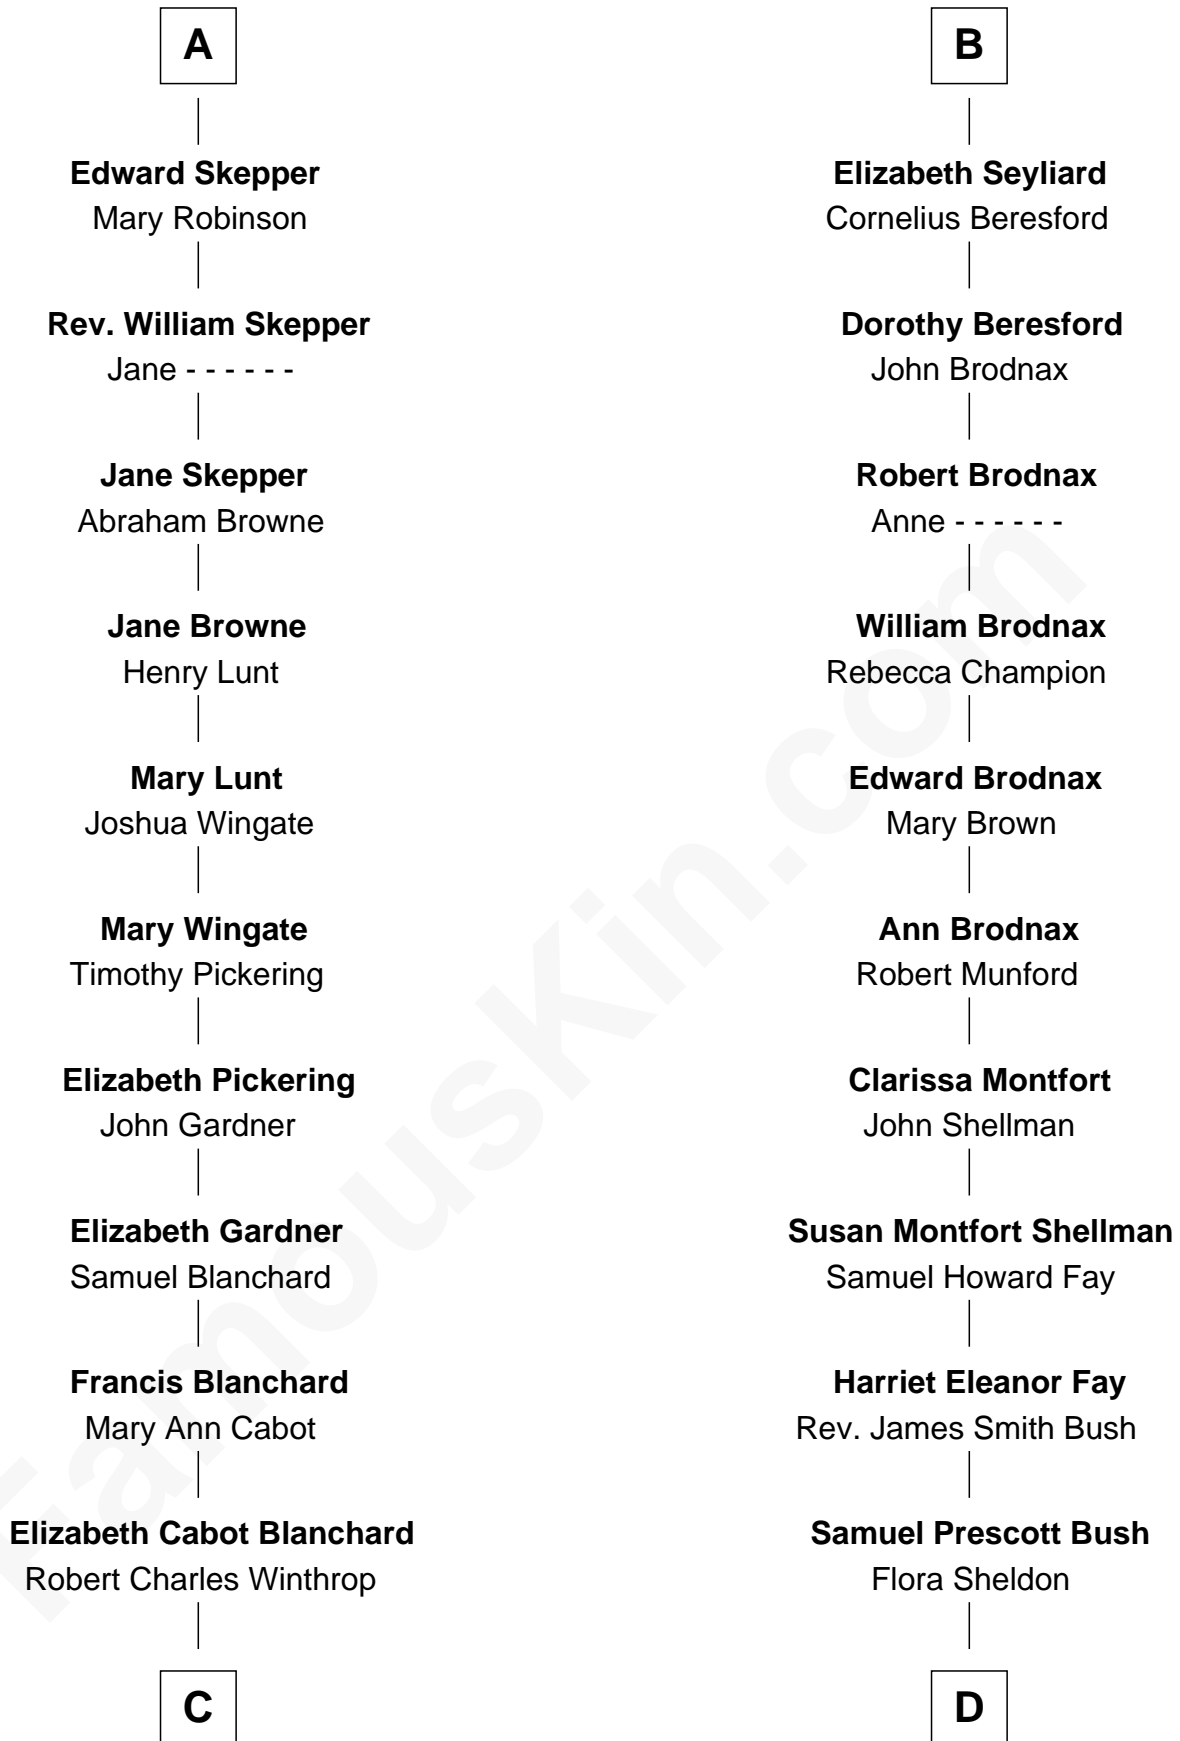 A
Edward Skepper
Mary Robinson
Rev. William Skepper
Jane - - - - - -
Jane Skepper
Abraham Browne
Jane Browne
Henry Lunt
Mary Lunt
Joshua Wingate
Mary Wingate
Timothy Pickering
Elizabeth Pickering
John Gardner
Elizabeth Gardner
Samuel Blanchard
Francis Blanchard
Mary Ann Cabot
Elizabeth Cabot Blanchard
Robert Charles Winthrop
C
B
Elizabeth Seyliard
Cornelius Beresford
Dorothy Beresford
John Brodnax
Robert Brodnax
Anne - - - - - -
William Brodnax
Rebecca Champion
Edward Brodnax
Mary Brown
Ann Brodnax
Robert Munford
Clarissa Montfort
John Shellman
Susan Montfort Shellman
Samuel Howard Fay
Harriet Eleanor Fay
Rev. James Smith Bush
Samuel Prescott Bush
Flora Sheldon
D
FamousKin.com